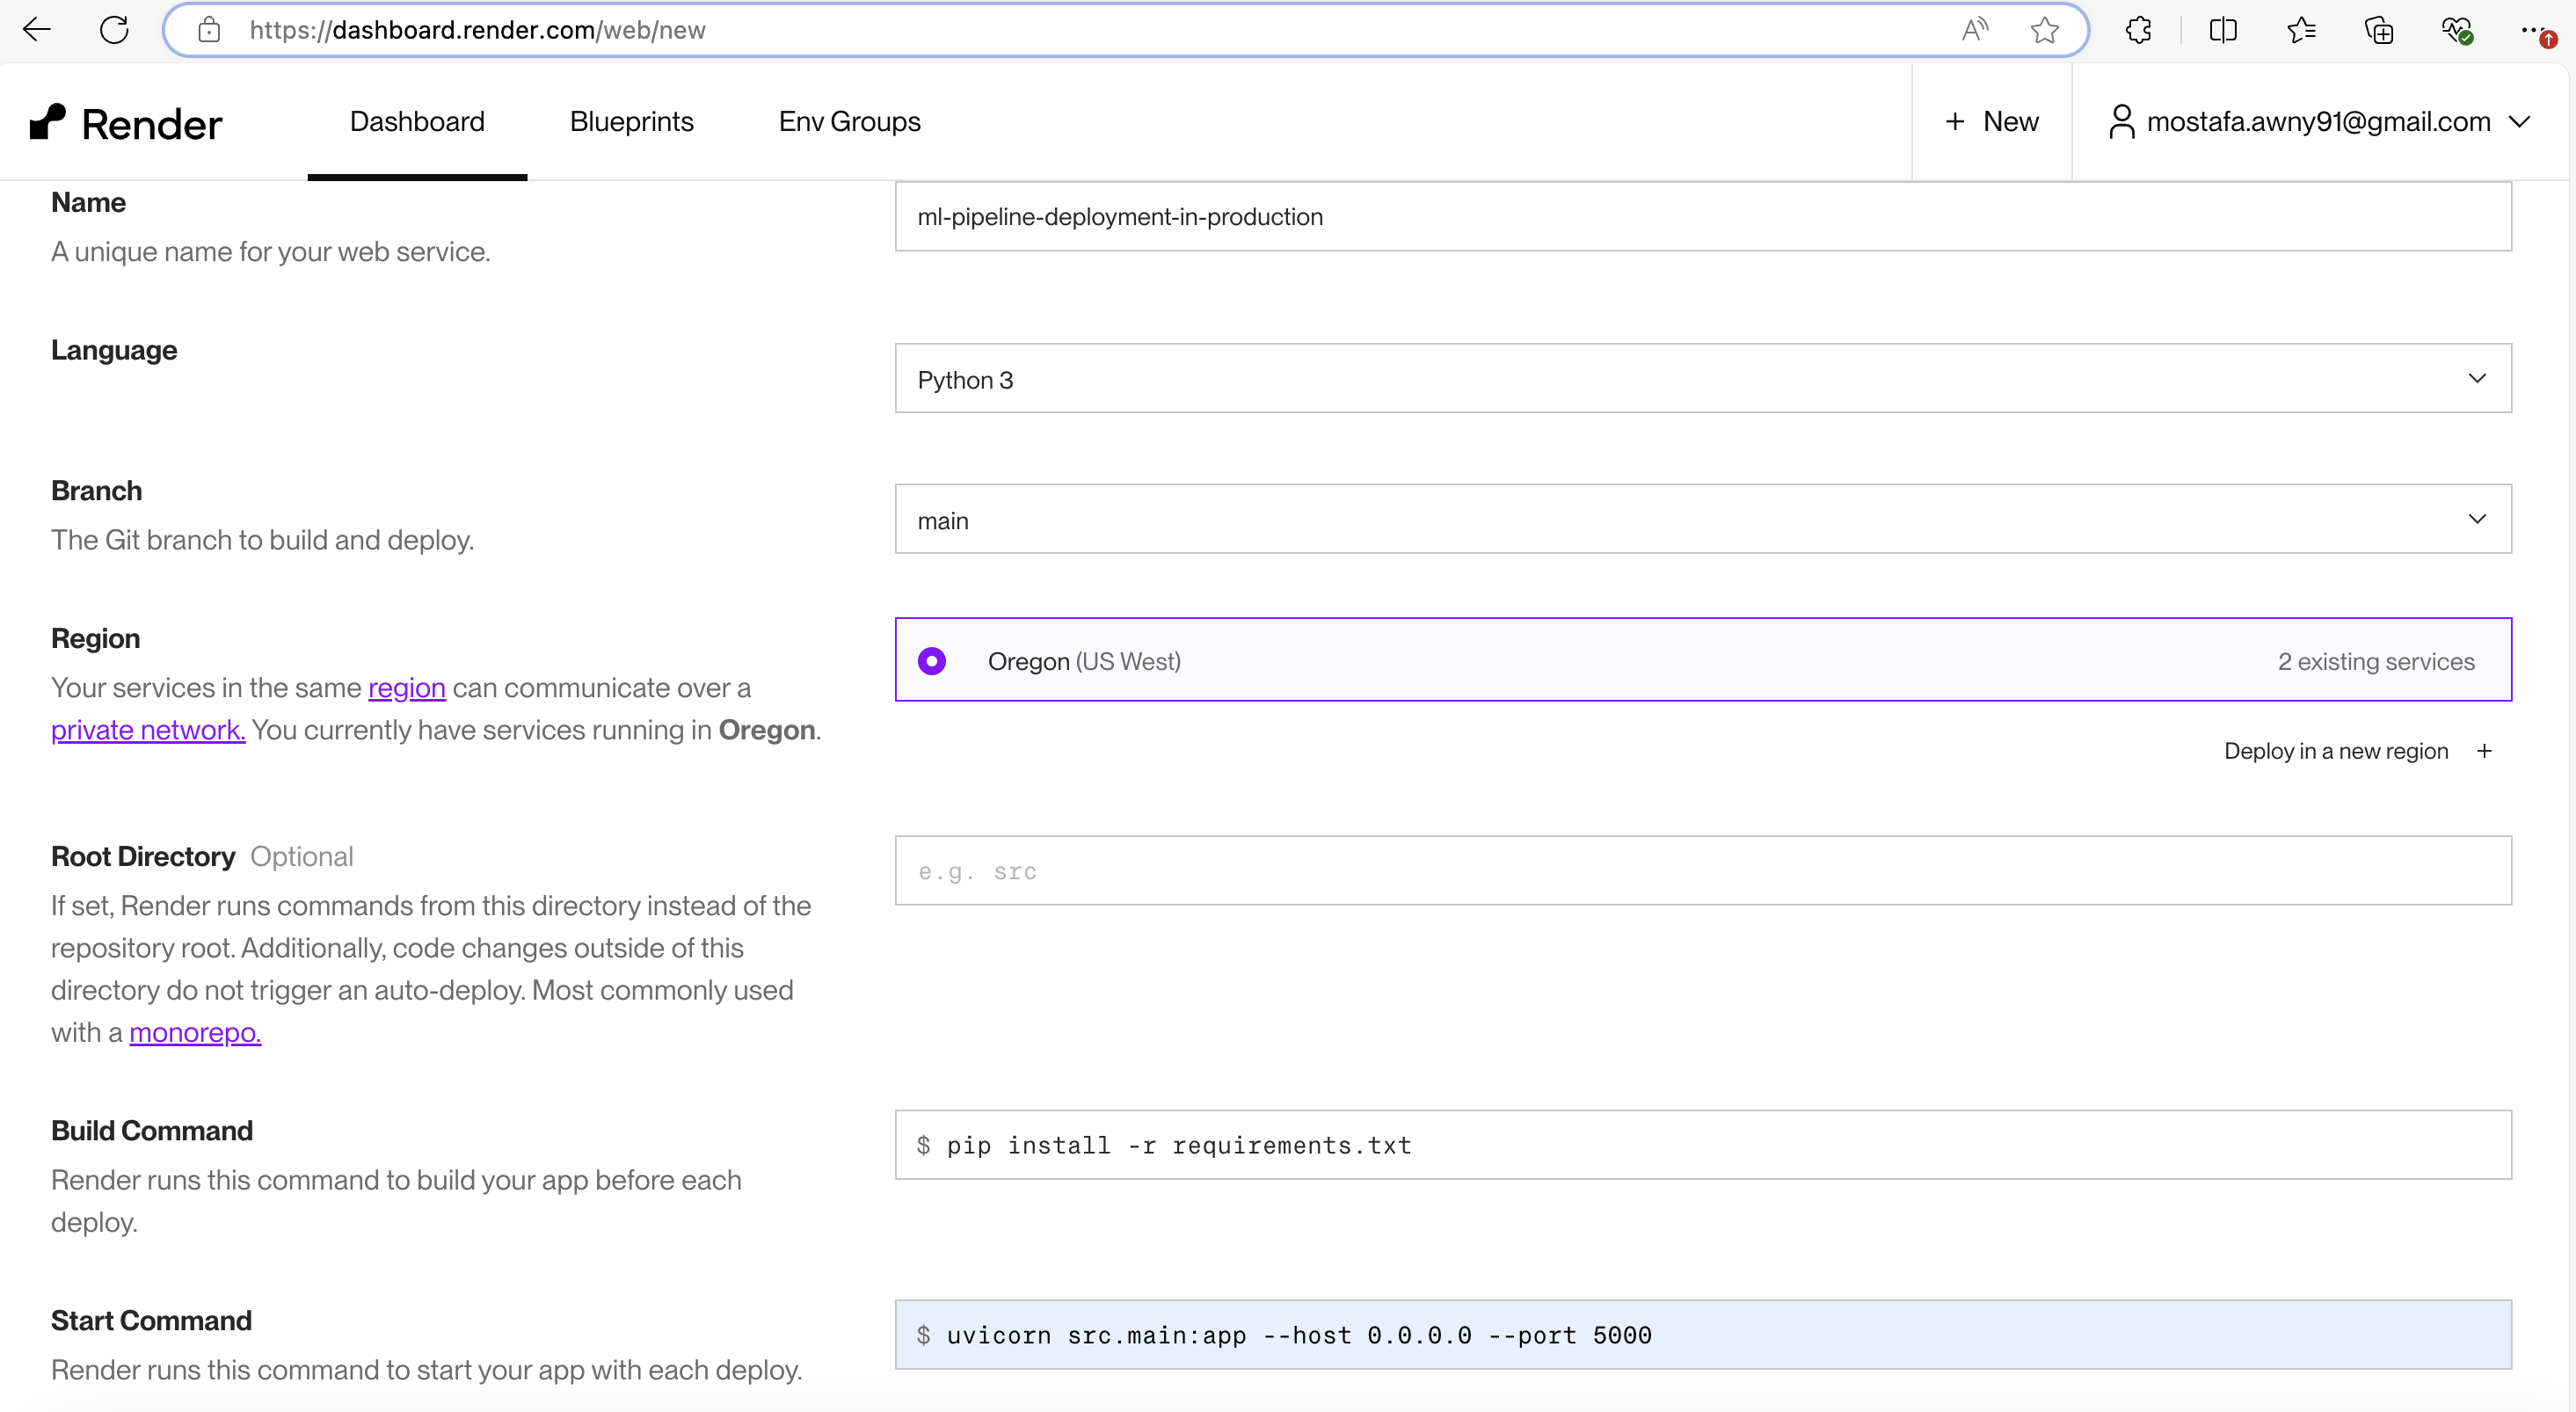 https://dashboard.render.com/web/new
Render
Dashboard
Blueprints
Env Groups
+ New
mostafa.awny91@gmail.com
Name
A unique name for your web service.
ml-pipeline-deployment-in-production
Language
Python 3
Branch
The Git branch to build and deploy.
main
Region
Your services in the same region can communicate over a
private network. You currently have services running in Oregon.
Oregon (US West)
2 existing services
Deploy in a new region +
Root Directory Optional
If set, Render runs commands from this directory instead of the
repository root. Additionally, code changes outside of this
directory do not trigger an auto-deploy. Most commonly used
with a monorepo.
e.g. src
Build Command
Render runs this command to build your app before each
deploy.
$ pip install -r requirements.txt
Start Command
Render runs this command to start your app with each deploy.
$ uvicorn src.main:app --host 0.0.0.0 --port 5000